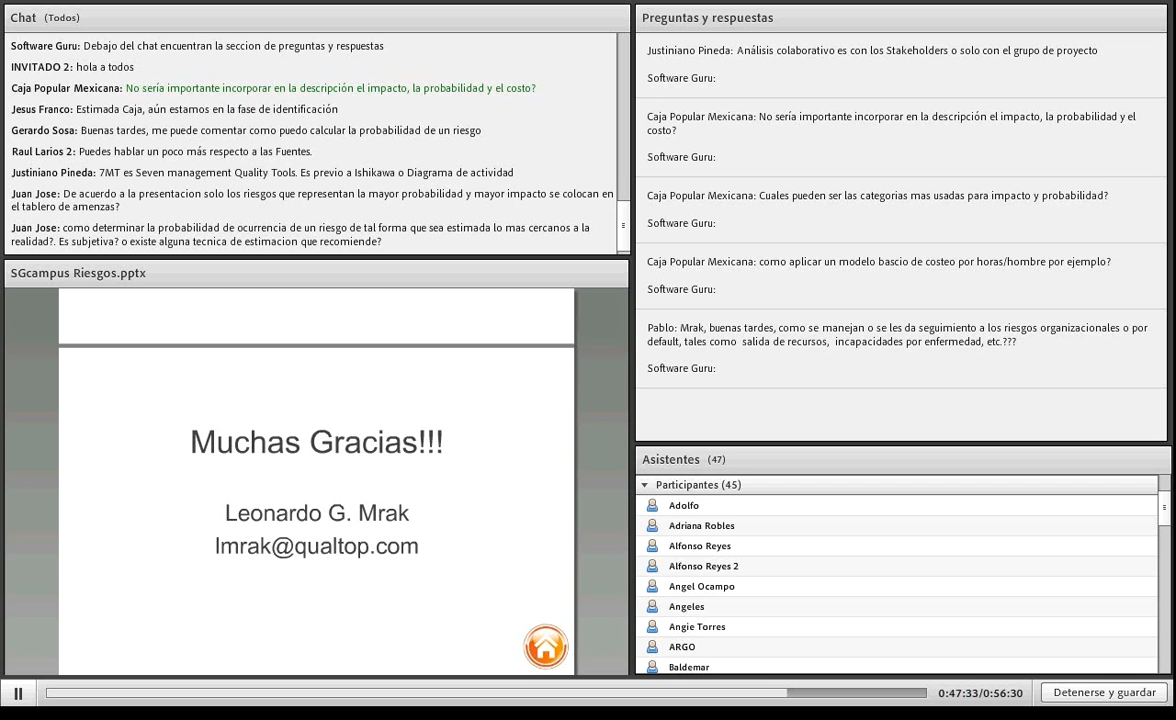 Chat (Todos)
Software Guru: Debajo del chat encuentran la seccion de preguntas y respuestas
INVITADO 2: hola a todos
Caja Popular Mexicana: No sería importante incorporar en la descripción el impacto, la probabilidad y el costo?
Jesus Franco: Estimada Caja, aún estamos en la fase de identificación
Gerardo Sosa: Buenas tardes, me puede comentar como puedo calcular la probabilidad de un riesgo
Raul Larios 2: Puedes hablar un poco más respecto a las Fuentes.
Justiniano Pineda: 7MT es Seven management Quality Tools. Es previo a Ishikawa o Diagrama de actividad
Juan Jose: De acuerdo a la presentacion solo los riesgos que representan la mayor probabilidad y mayor impacto se colocan en
el tablero de amenzas?
Juan Jose: como determinar la probabilidad de ocurrencia de un riesgo de tal forma que sea estimada lo mas cercanos a la
realidad?. Es subjetiva? o existe alguna tecnica de estimacion que recomiende?
SGcampus Riesgos.pptx
Muchas Gracias!!!
Leonardo G. Mrak
lmrak@qualtop.com
Preguntas y respuestas
Justiniano Pineda: Análisis colaborativo es con los Stakeholders o solo con el grupo de proyecto
Software Guru:
Caja Popular Mexicana: No sería importante incorporar en la descripción el impacto, la probabilidad y el
costo?
Software Guru:
Caja Popular Mexicana: Cuales pueden ser las categorias mas usadas para impacto y probabilidad?
Software Guru:
Caja Popular Mexicana: como aplicar un modelo bascio de costeo por horas/hombre por ejemplo?
Software Guru:
Pablo: Mrak, buenas tardes, como se manejan o se les da seguimiento a los riesgos organizacionales o por
default, tales como salida de recursos, incapacidades por enfermedad, etc.???
Software Guru:
Asistentes (47)
Participantes (45)
Adolfo
Adriana Robles
Alfonso Reyes
Alfonso Reyes 2
Angel Ocampo
Angeles
Angie Torres
ARGO
Baldemar
0:47:33/0:56:30
Detenerse y guardar